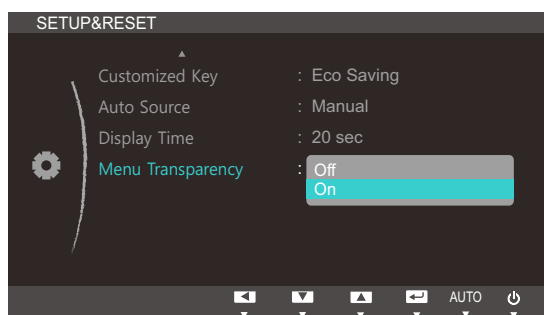 SETUP&RESET
Customized Key : Eco Saving
Auto Source : Manual
Display Time : 20 sec
Menu Transparency : Off
On
AUTO